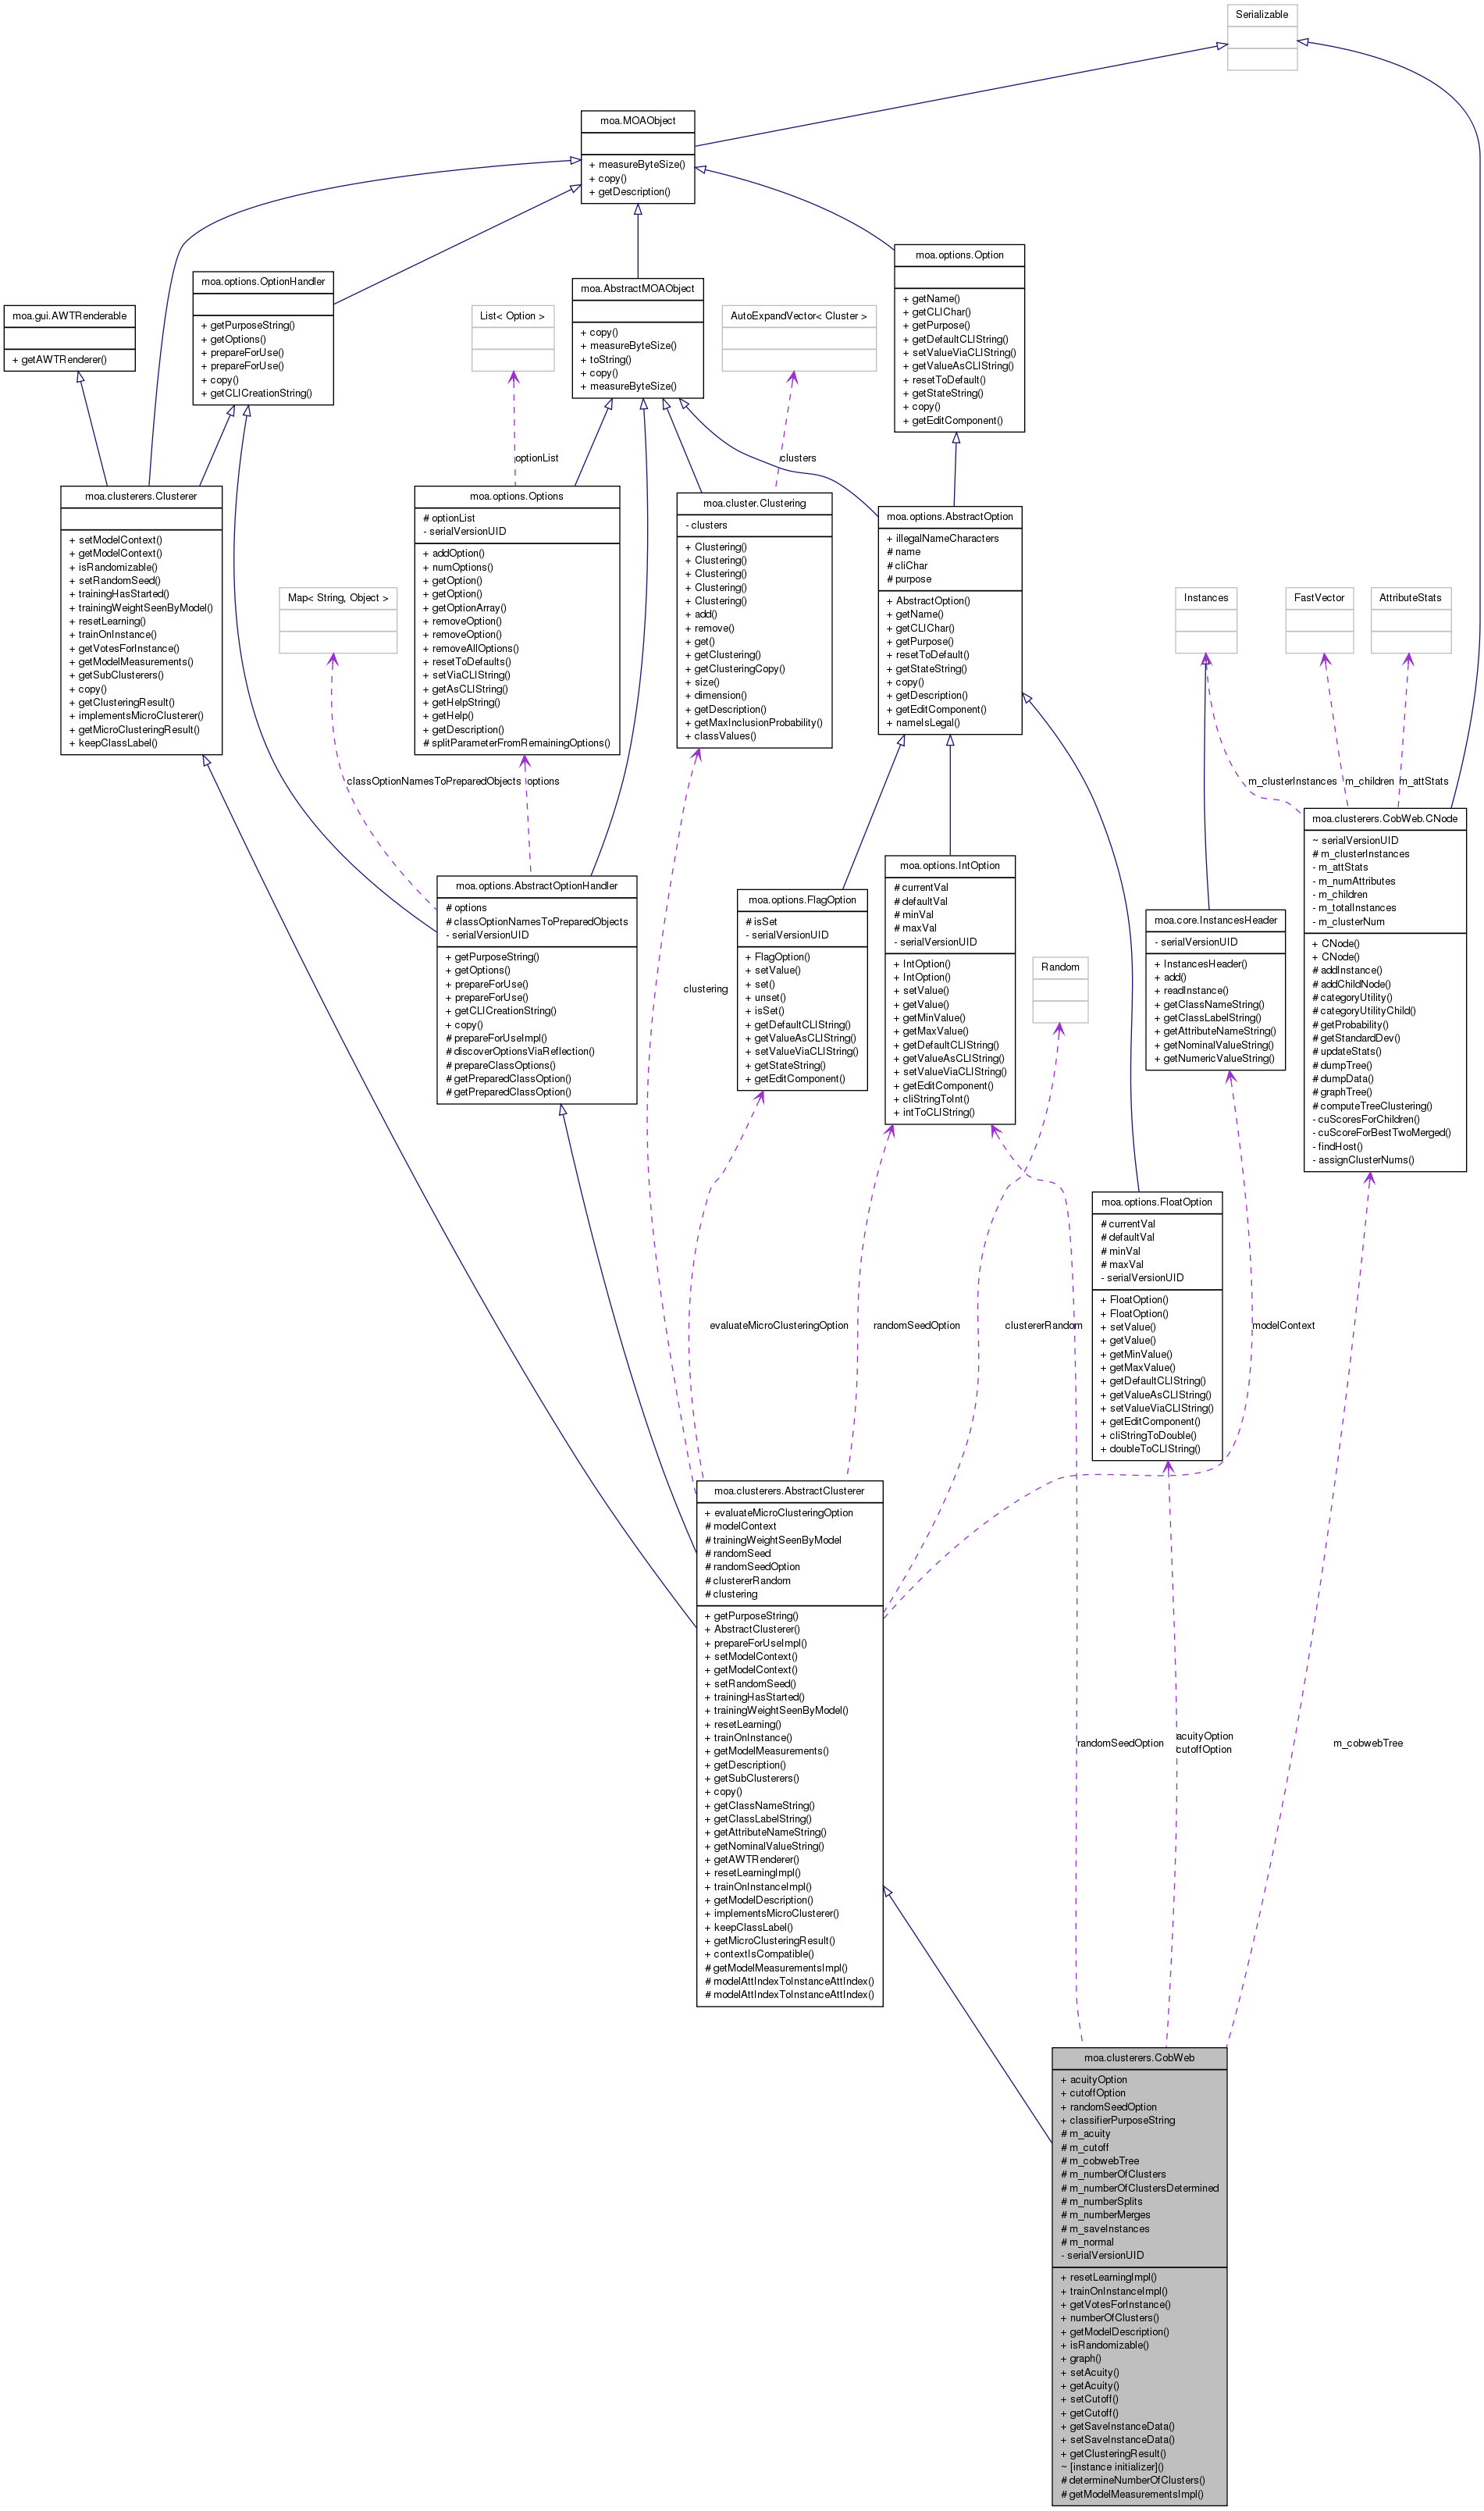 Serializable
moa.MOAObject
+ measureByteSize()
+ copy()
+ getDescription()
moa.options.Option
+ getName()
+ getCLIChar()
+ getPurpose()
+ getDefaultCLIString()
+ setValueViaCLIString()
+ getValueAsCLIString()
+ resetToDefault()
+ getStateString()
+ copy()
+ getEditComponent()
moa.options.OptionHandler
+ getPurposeString()
+ getOptions()
+ prepareForUse()
+ prepareForUse()
+ copy()
+ getCLICreationString()
moa.AbstractMOAObject
+ copy()
+ measureByteSize()
+ toString()
+ copy()
+ measureByteSize()
moa.gui.AWTRenderable
+ getAWTRenderer()
List< Option >
AutoExpandVector< Cluster >
optionList
clusters
moa.clusterers.Clusterer
+ setModelContext()
+ getModelContext()
+ isRandomizable()
+ setRandomSeed()
+ trainingHasStarted()
+ trainingWeightSeenByModel()
+ resetLearning()
+ trainOnInstance()
+ getVotesForInstance()
+ getModelMeasurements()
+ getSubClusterers()
+ copy()
+ getClusteringResult()
+ implementsMicroClusterer()
+ getMicroClusteringResult()
+ keepClassLabel()
moa.options.Options
# optionList
- serialVersionUID
+ addOption()
+ numOptions()
+ getOption()
+ getOption()
+ getOptionArray()
+ removeOption()
+ removeOption()
+ removeAllOptions()
+ resetToDefaults()
+ setViaCLIString()
+ getAsCLIString()
+ getHelpString()
+ getHelp()
+ getDescription()
# splitParameterFromRemainingOptions()
moa.cluster.Clustering
- clusters
+ Clustering()
+ Clustering()
+ Clustering()
+ Clustering()
+ Clustering()
+ add()
+ remove()
+ get()
+ getClustering()
+ getClusteringCopy()
+ size()
+ dimension()
+ getDescription()
+ getMaxInclusionProbability()
+ classValues()
moa.options.AbstractOption
+ illegalNameCharacters
# name
# cliChar
# purpose
+ AbstractOption()
+ getName()
+ getCLIChar()
+ getPurpose()
+ resetToDefault()
+ getStateString()
+ copy()
+ getDescription()
+ getEditComponent()
+ nameIsLegal()
Map< String, Object >
Instances
FastVector
AttributeStats
classOptionNamesToPreparedObjects
options
m_clusterInstances
m_children
m_attStats
moa.clusterers.CobWeb.CNode
~ serialVersionUID
# m_clusterInstances
- m_attStats
- m_numAttributes
- m_children
- m_totalInstances
- m_clusterNum
+ CNode()
+ CNode()
# addInstance()
# addChildNode()
# categoryUtility()
# categoryUtilityChild()
# getProbability()
# getStandardDev()
# updateStats()
# dumpTree()
# dumpData()
# graphTree()
# computeTreeClustering()
- cuScoresForChildren()
- cuScoreForBestTwoMerged()
- findHost()
- assignClusterNums()
moa.options.IntOption
# currentVal
# defaultVal
# minVal
# maxVal
- serialVersionUID
+ IntOption()
+ IntOption()
+ setValue()
+ getValue()
+ getMinValue()
+ getMaxValue()
+ getDefaultCLIString()
+ getValueAsCLIString()
+ setValueViaCLIString()
+ getEditComponent()
+ cliStringToInt()
+ intToCLIString()
moa.options.AbstractOptionHandler
# options
# classOptionNamesToPreparedObjects
- serialVersionUID
+ getPurposeString()
+ getOptions()
+ prepareForUse()
+ prepareForUse()
+ getCLICreationString()
+ copy()
# prepareForUseImpl()
# discoverOptionsViaReflection()
# prepareClassOptions()
# getPreparedClassOption()
# getPreparedClassOption()
moa.options.FlagOption
# isSet
- serialVersionUID
+ FlagOption()
+ setValue()
+ set()
+ unset()
+ isSet()
+ getDefaultCLIString()
+ getValueAsCLIString()
+ setValueViaCLIString()
+ getStateString()
+ getEditComponent()
moa.core.InstancesHeader
- serialVersionUID
+ InstancesHeader()
+ add()
+ readInstance()
+ getClassNameString()
+ getClassLabelString()
+ getAttributeNameString()
+ getNominalValueString()
+ getNumericValueString()
Random
clustering
moa.options.FloatOption
# currentVal
# defaultVal
# minVal
# maxVal
- serialVersionUID
+ FloatOption()
+ FloatOption()
+ setValue()
+ getValue()
+ getMinValue()
+ getMaxValue()
+ getDefaultCLIString()
+ getValueAsCLIString()
+ setValueViaCLIString()
+ getEditComponent()
+ cliStringToDouble()
+ doubleToCLIString()
evaluateMicroClusteringOption
randomSeedOption
clustererRandom
modelContext
moa.clusterers.AbstractClusterer
+ evaluateMicroClusteringOption
# modelContext
# trainingWeightSeenByModel
# randomSeed
# randomSeedOption
# clustererRandom
# clustering
+ getPurposeString()
+ AbstractClusterer()
+ prepareForUseImpl()
+ setModelContext()
+ getModelContext()
+ setRandomSeed()
+ trainingHasStarted()
+ trainingWeightSeenByModel()
+ resetLearning()
+ trainOnInstance()
+ getModelMeasurements()
+ getDescription()
+ getSubClusterers()
+ copy()
+ getClassNameString()
+ getClassLabelString()
+ getAttributeNameString()
+ getNominalValueString()
+ getAWTRenderer()
+ resetLearningImpl()
+ trainOnInstanceImpl()
+ getModelDescription()
+ implementsMicroClusterer()
+ keepClassLabel()
+ getMicroClusteringResult()
+ contextIsCompatible()
# getModelMeasurementsImpl()
# modelAttIndexToInstanceAttIndex()
# modelAttIndexToInstanceAttIndex()
randomSeedOption
acuityOption
cutoffOption
m_cobwebTree
moa.clusterers.CobWeb
+ acuityOption
+ cutoffOption
+ randomSeedOption
+ classifierPurposeString
# m_acuity
# m_cutoff
# m_cobwebTree
# m_numberOfClusters
# m_numberOfClustersDetermined
# m_numberSplits
# m_numberMerges
# m_saveInstances
# m_normal
- serialVersionUID
+ resetLearningImpl()
+ trainOnInstanceImpl()
+ getVotesForInstance()
+ numberOfClusters()
+ getModelDescription()
+ isRandomizable()
+ graph()
+ setAcuity()
+ getAcuity()
+ setCutoff()
+ getCutoff()
+ getSaveInstanceData()
+ setSaveInstanceData()
+ getClusteringResult()
~ [instance initializer]()
# determineNumberOfClusters()
# getModelMeasurementsImpl()